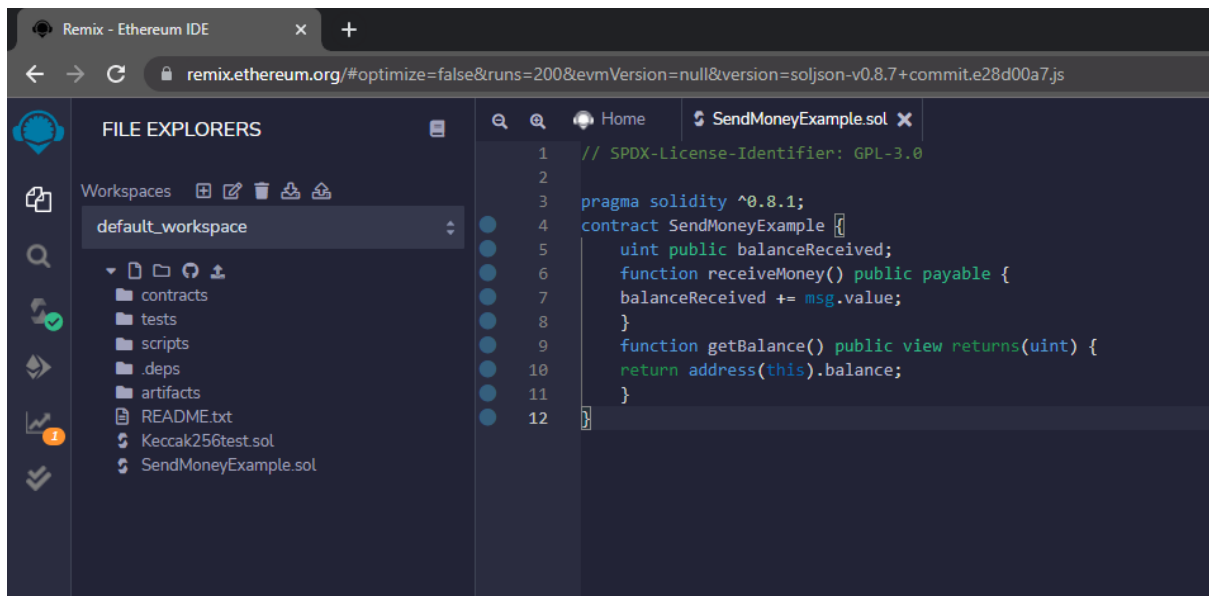 Remix - Ethereum IDE
remix.ethereum.org/#optimize=false&runs=200&evmVersion=null&version=soljson-v0.8.7+commit.e28d00a7.js
FILE EXPLORERS
Workspaces
default_workspace
contracts
tests
scripts
.deps
artifacts
README.txt
Keccak256test.sol
SendMoneyExample.sol
1
Home
SendMoneyExample.sol
1 // SPDX-License-Identifier: GPL-3.0
2
3 pragma solidity ^0.8.1;
4 contract SendMoneyExample {
5 uint public balanceReceived;
6 function receiveMoney() public payable {
7 balanceReceived += msg.value;
8 }
9 function getBalance() public view returns(uint) {
10 return address(this).balance;
11 }
12 }